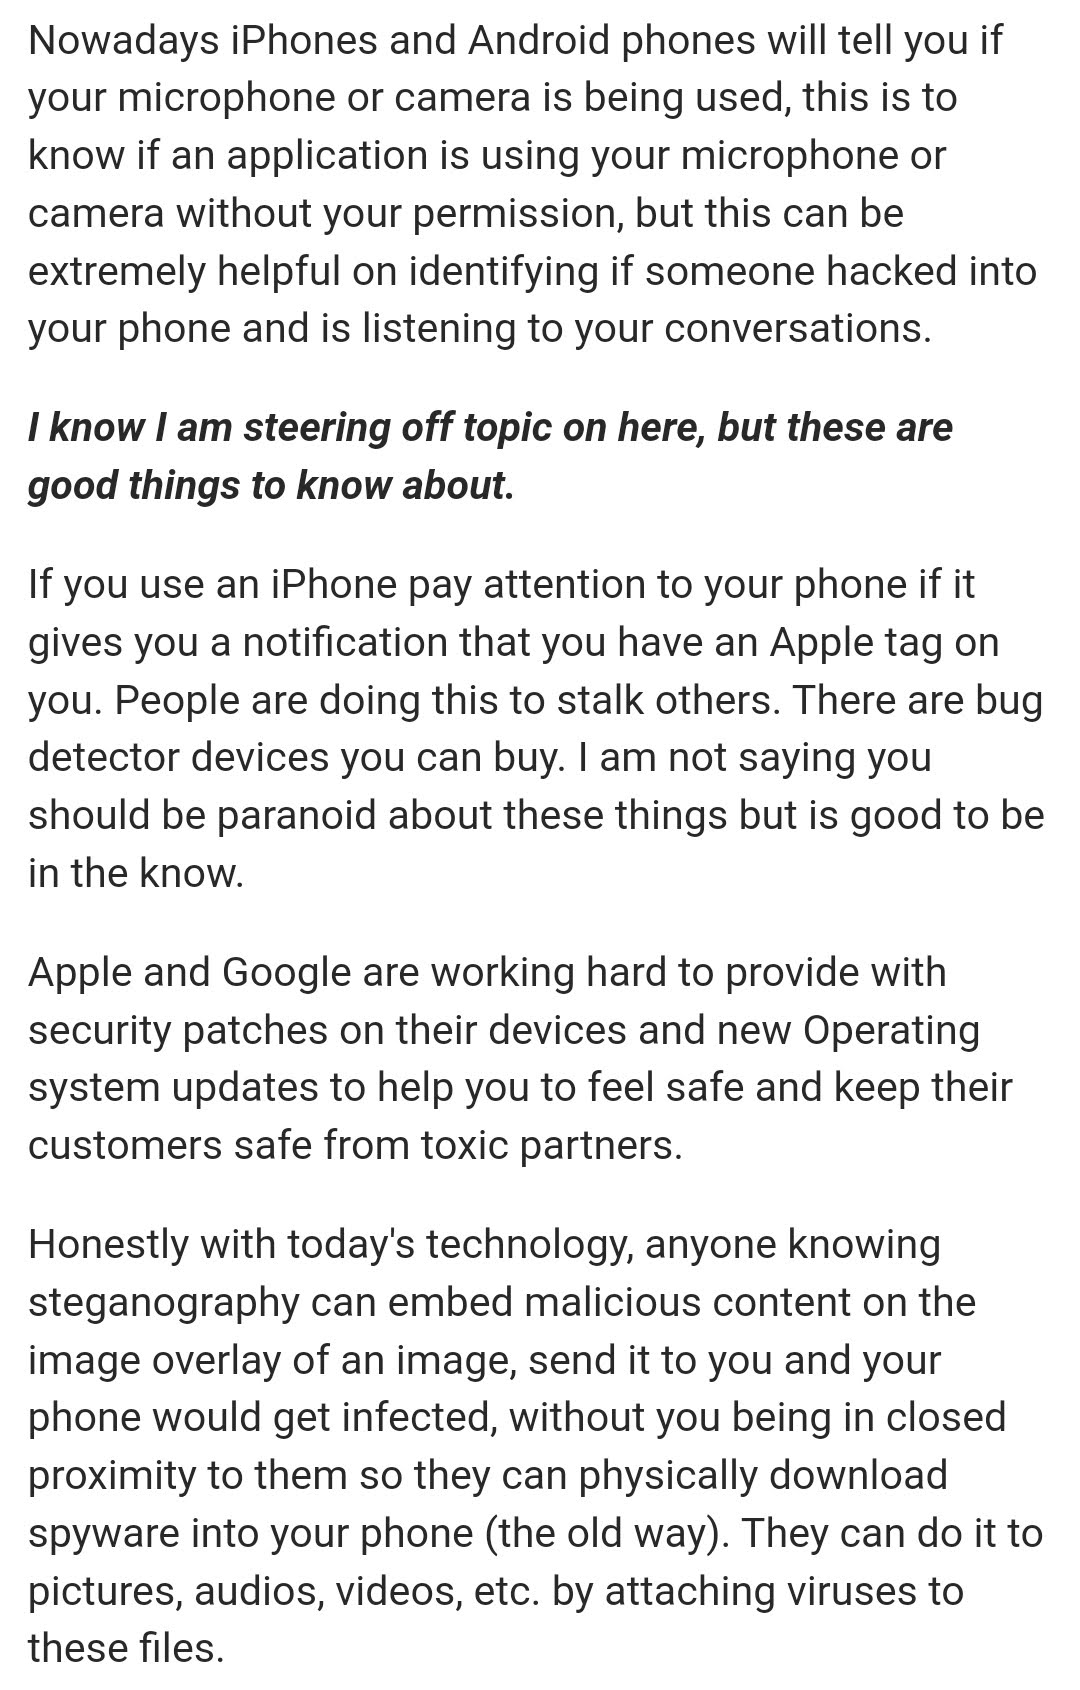 Nowadays iPhones and Android phones will tell you if
your microphone or camera is being used, this is to
know if an application is using your microphone or
camera without your permission, but this can be
extremely helpful on identifying if someone hacked into
your phone and is listening to your conversations.
I know I am steering off topic on here, but these are
good things to know about.
If you use an iPhone pay attention to your phone if it
gives you a notification that you have an Apple tag on
you. People are doing this to stalk others. There are bug
detector devices you can buy. I am not saying you
should be paranoid about these things but is good to be
in the know.
Apple and Google are working hard to provide with
security patches on their devices and new Operating
system updates to help you to feel safe and keep their
customers safe from toxic partners.
Honestly with today's technology, anyone knowing
steganography can embed malicious content on the
image overlay of an image, send it to you and your
phone would get infected, without you being in closed
proximity to them so they can physically download
spyware into your phone (the old way). They can do it to
pictures, audios, videos, etc. by attaching viruses to
these files.